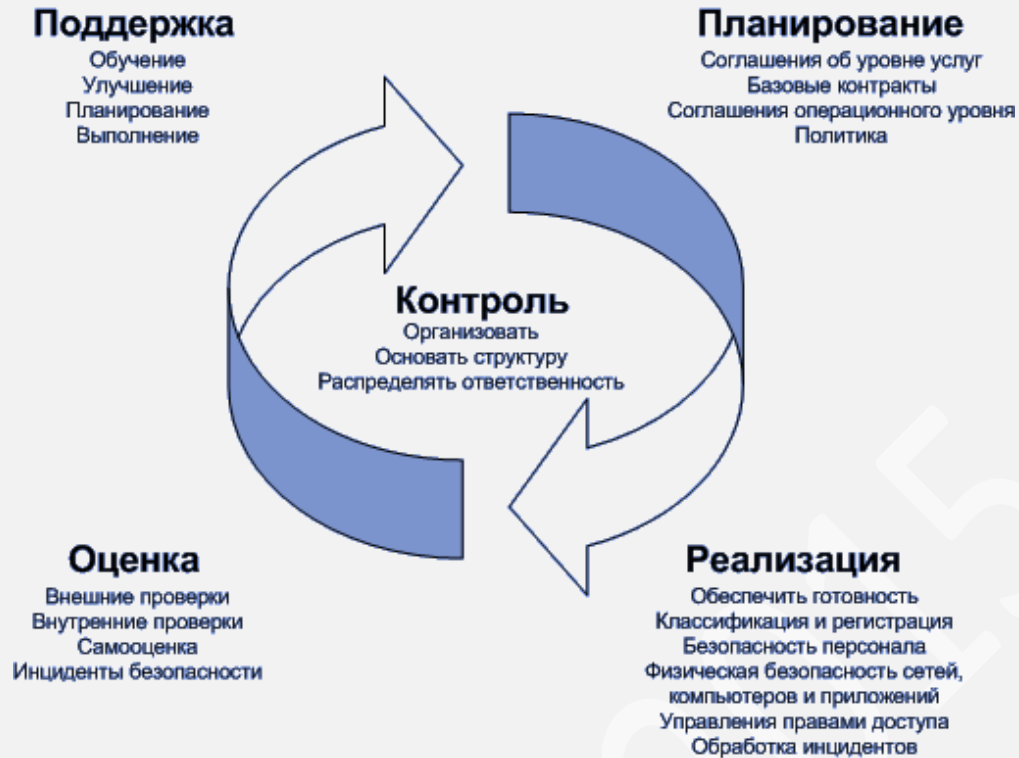 Поддержка
Обучение
Улучшение
Планирование
Выполнение
Планирование
Соглашения об уровне услуг
Базовые контракты
Соглашения операционного уровня
Политика
Контроль
Организовать
Основать структуру
Распределять ответственность
Оценка
Внешние проверки
Внутренние проверки
Самооценка
Инциденты безопасности
Реализация
Обеспечить готовность
Классификация и регистрация
Безопасность персонала
Физическая безопасность сетей,
компьютеров и приложений
Управления правами доступа
Обработка инцидентов